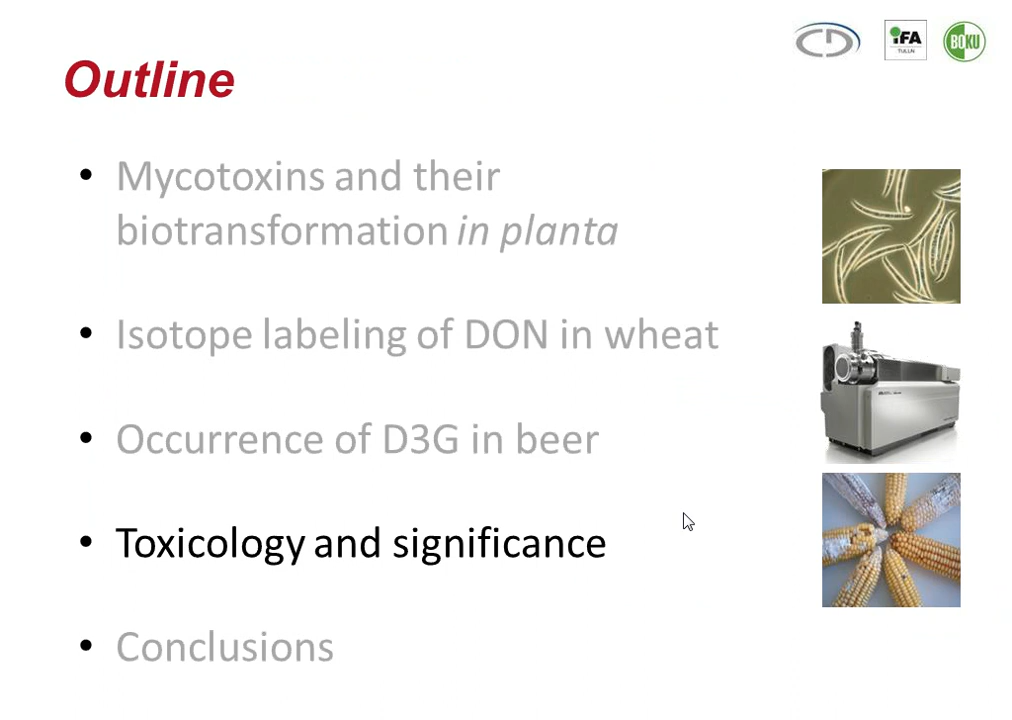 Outline
• Mycotoxins and their
biotransformation in planta
• Isotope labeling of DON in wheat
• Occurrence of D3G in beer
• Toxicology and significance
• Conclusions
CD
iFA
TULLN
BOKU